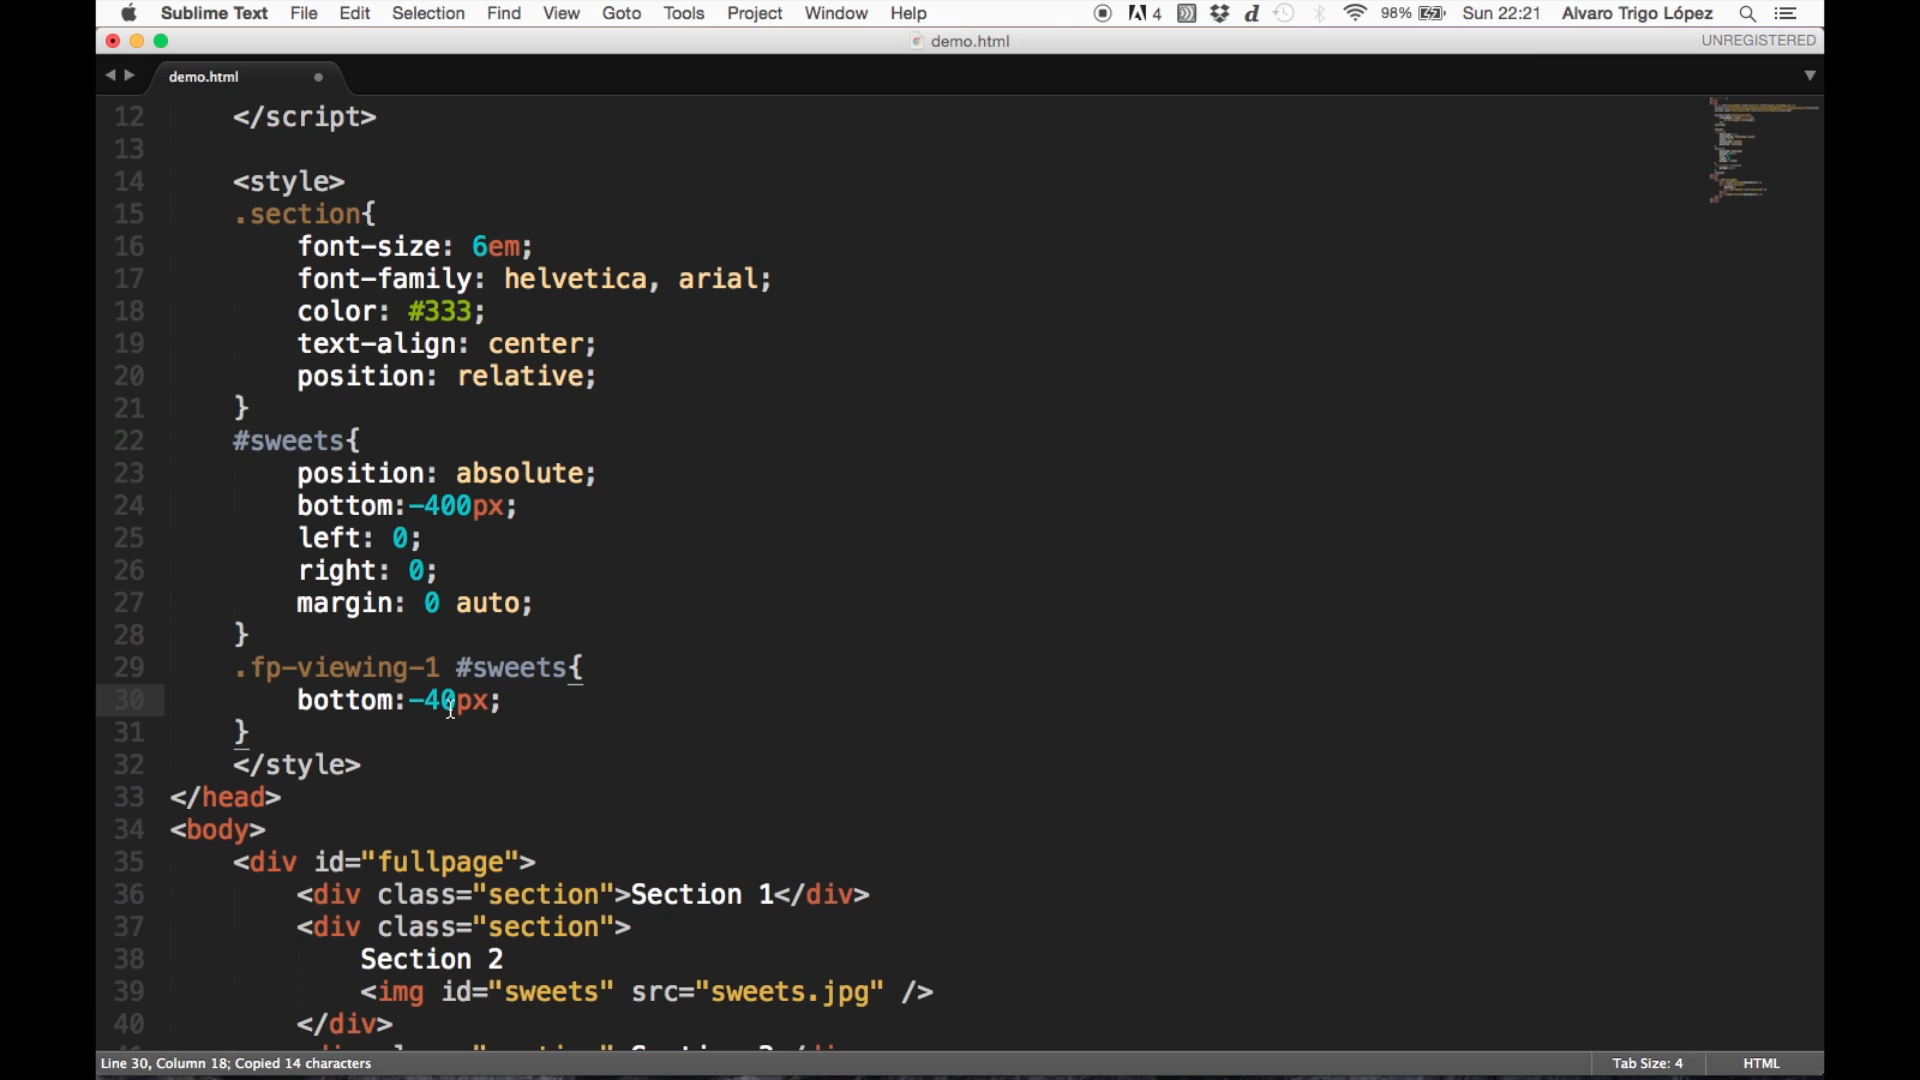 Sublime Text File Edit Selection Find View Goto Tools Project Window Help 4 98% Sun 22:21 Alvaro Trigo López
demo.html UNREGISTERED
demo.html
12 </script>
13
14 <style>
15 .section{
16 font-size: 6em;
17 font-family: helvetica, arial;
18 color: #333;
19 text-align: center;
20 position: relative;
21 }
22 #sweets{
23 position: absolute;
24 bottom:-400px;
25 left: 0;
26 right: 0;
27 margin: 0 auto;
28 }
29 .fp-viewing-1 #sweets{
30 bottom:-40px;
31 }
32 </style>
33 </head>
34 <body>
35 <div id="fullpage">
36 <div class="section">Section 1</div>
37 <div class="section">
38 Section 2
39 <img id="sweets" src="sweets.jpg" />
40 </div>
Line 30, Column 18; Copied 14 characters Tab Size: 4 HTML